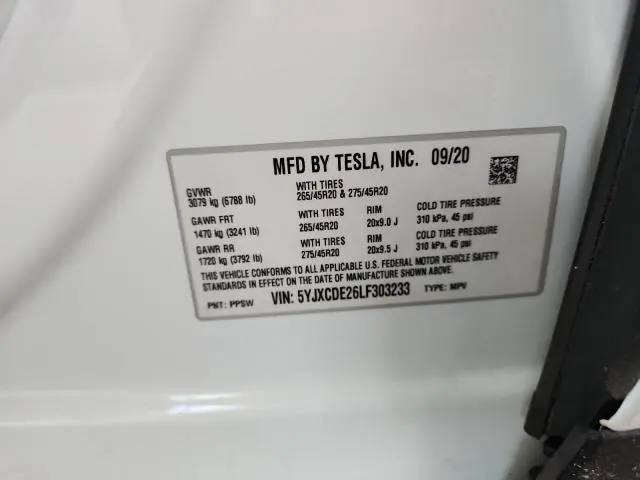 MFD BY TESLA, INC. 09/20
GVWR WITH TIRES
3079 kg (6788 lb) 265/45R20 & 275/45R20
GAWR FRT WITH TIRES RIM COLD TIRE PRESSURE
1470 kg (3241 lb) 265/45R20 20x9.0 J 310 kPa, 45 psi
GAWR RR WITH TIRES RIM COLD TIRE PRESSURE
1720 kg (3792 lb) 275/45R20 20x9.5 J 310 kPa, 45 psi
THIS VEHICLE CONFORMS TO ALL APPLICABLE U.S. FEDERAL MOTOR VEHICLE SAFETY
STANDARDS IN EFFECT ON THE DATE OF MANUFACTURE SHOWN ABOVE.
PNT: PPSW VIN: 5YJXCDE26LF303233 TYPE: MPV